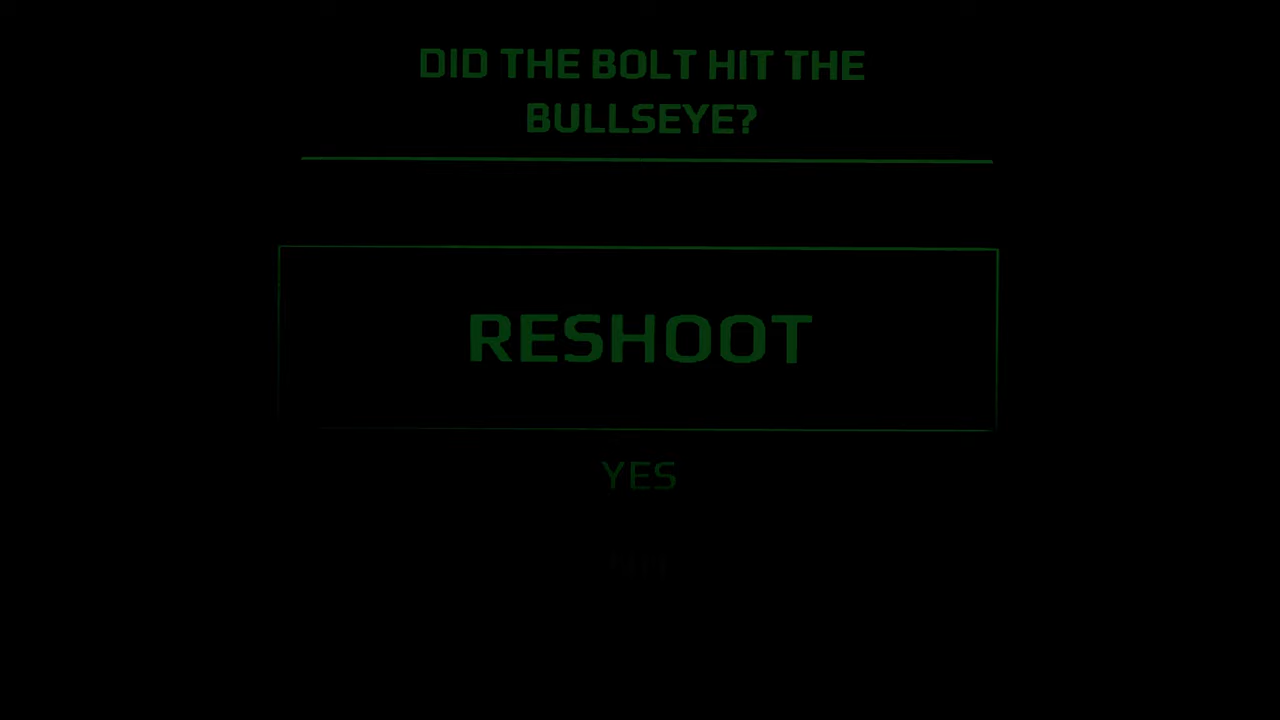 DID THE BOLT HIT THE
BULLSEYE?
RESHOOT
YES